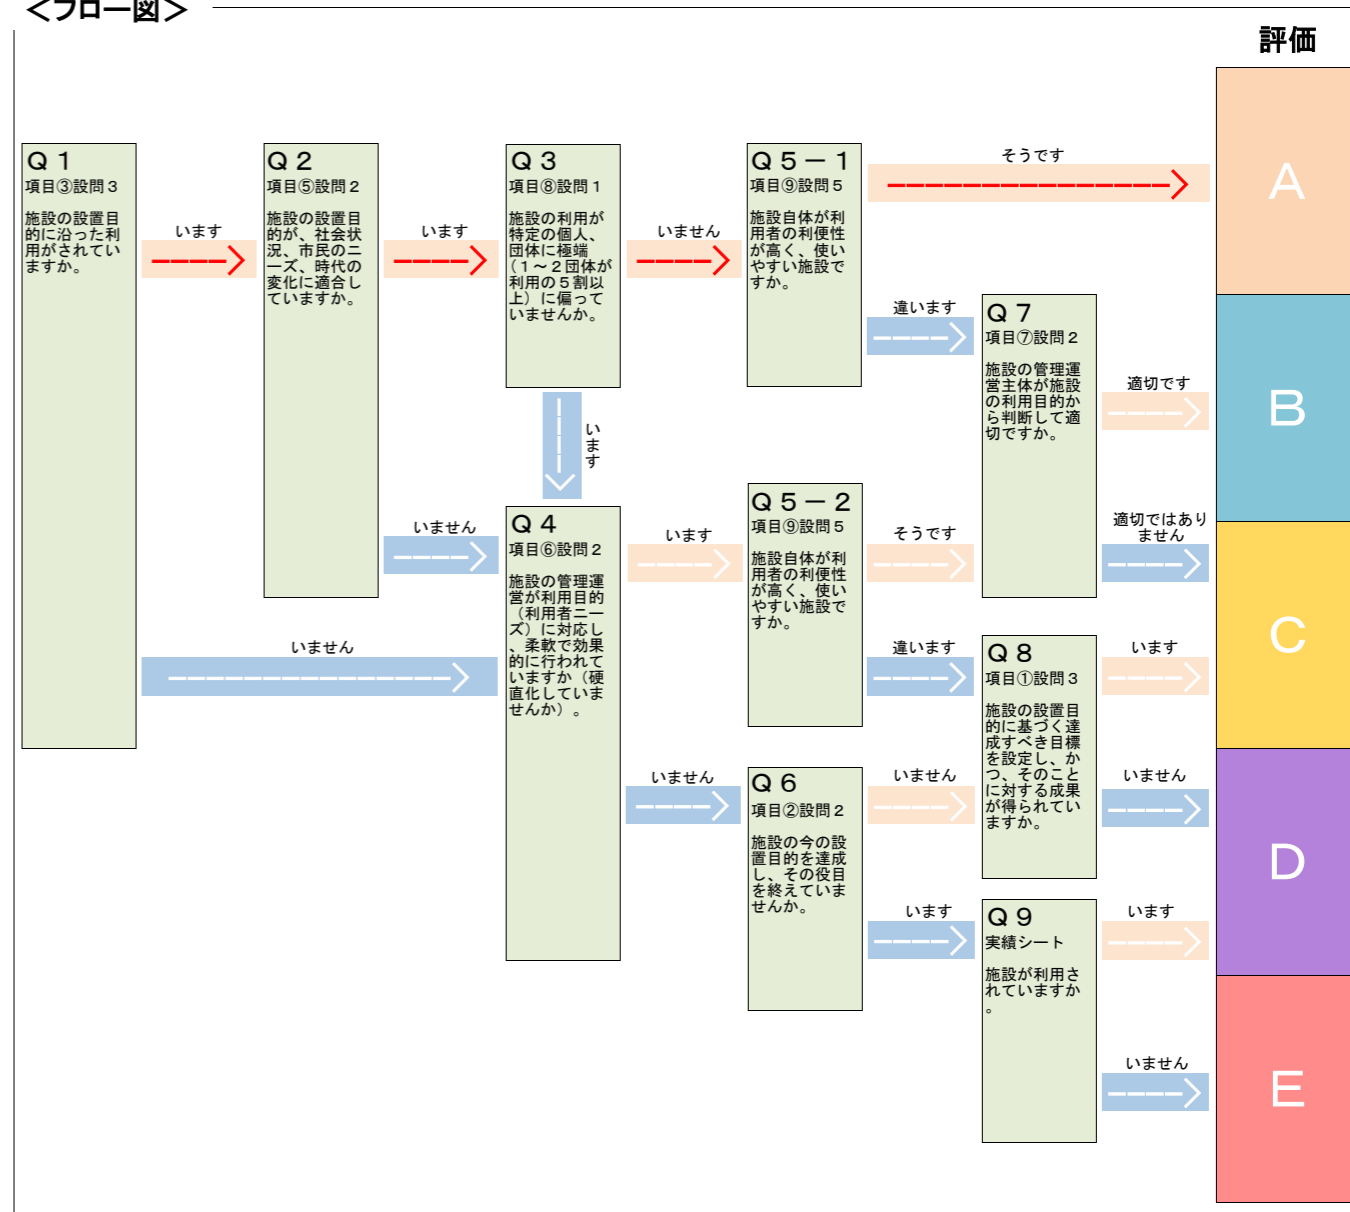 ＜フロー図＞
評価
Ｑ１
項目③設問３
施設の設置目
的に沿った利
用がされてい
ますか。
います
いません
Ｑ２
項目⑤設問２
施設の設置目
的が、社会状
況、市民のニ
ーズ、時代の
変化に適合し
ていますか。
います
いません
Ｑ３
項目⑧設問１
施設の利用が
特定の個人、
団体に極端
（１～２団体が
利用の５割以
上）に偏って
いませんか。
いません
います
Ｑ４
項目⑥設問２
施設の管理運
営が利用目的
（利用者ニー
ズ）に対応し
、柔軟で効果
的に行われて
いますか（硬
直化していま
せんか）。
います
いません
Ｑ５－１
項目⑨設問５
施設自体が利
用者の利便性
が高く、使い
やすい施設で
すか。
そうです
違います
Ｑ５－２
項目⑨設問５
施設自体が利
用者の利便性
が高く、使い
やすい施設で
すか。
そうです
違います
Ｑ６
項目②設問２
施設の今の設
置目的を達成
し、その役目
を終えていま
せんか。
いません
います
Ｑ７
項目⑦設問２
施設の管理運
営主体が施設
の利用目的か
ら判断して適
切ですか。
適切です
適切ではあり
ません
Ｑ８
項目①設問３
施設の設置目
的に基づく達
成すべき目標
を設定し、か
つ、そのこと
に対する成果
が得られてい
ますか。
います
いません
Ｑ９
実績シート
施設が利用さ
れていますか
。
います
いません
Ａ
Ｂ
Ｃ
Ｄ
Ｅ